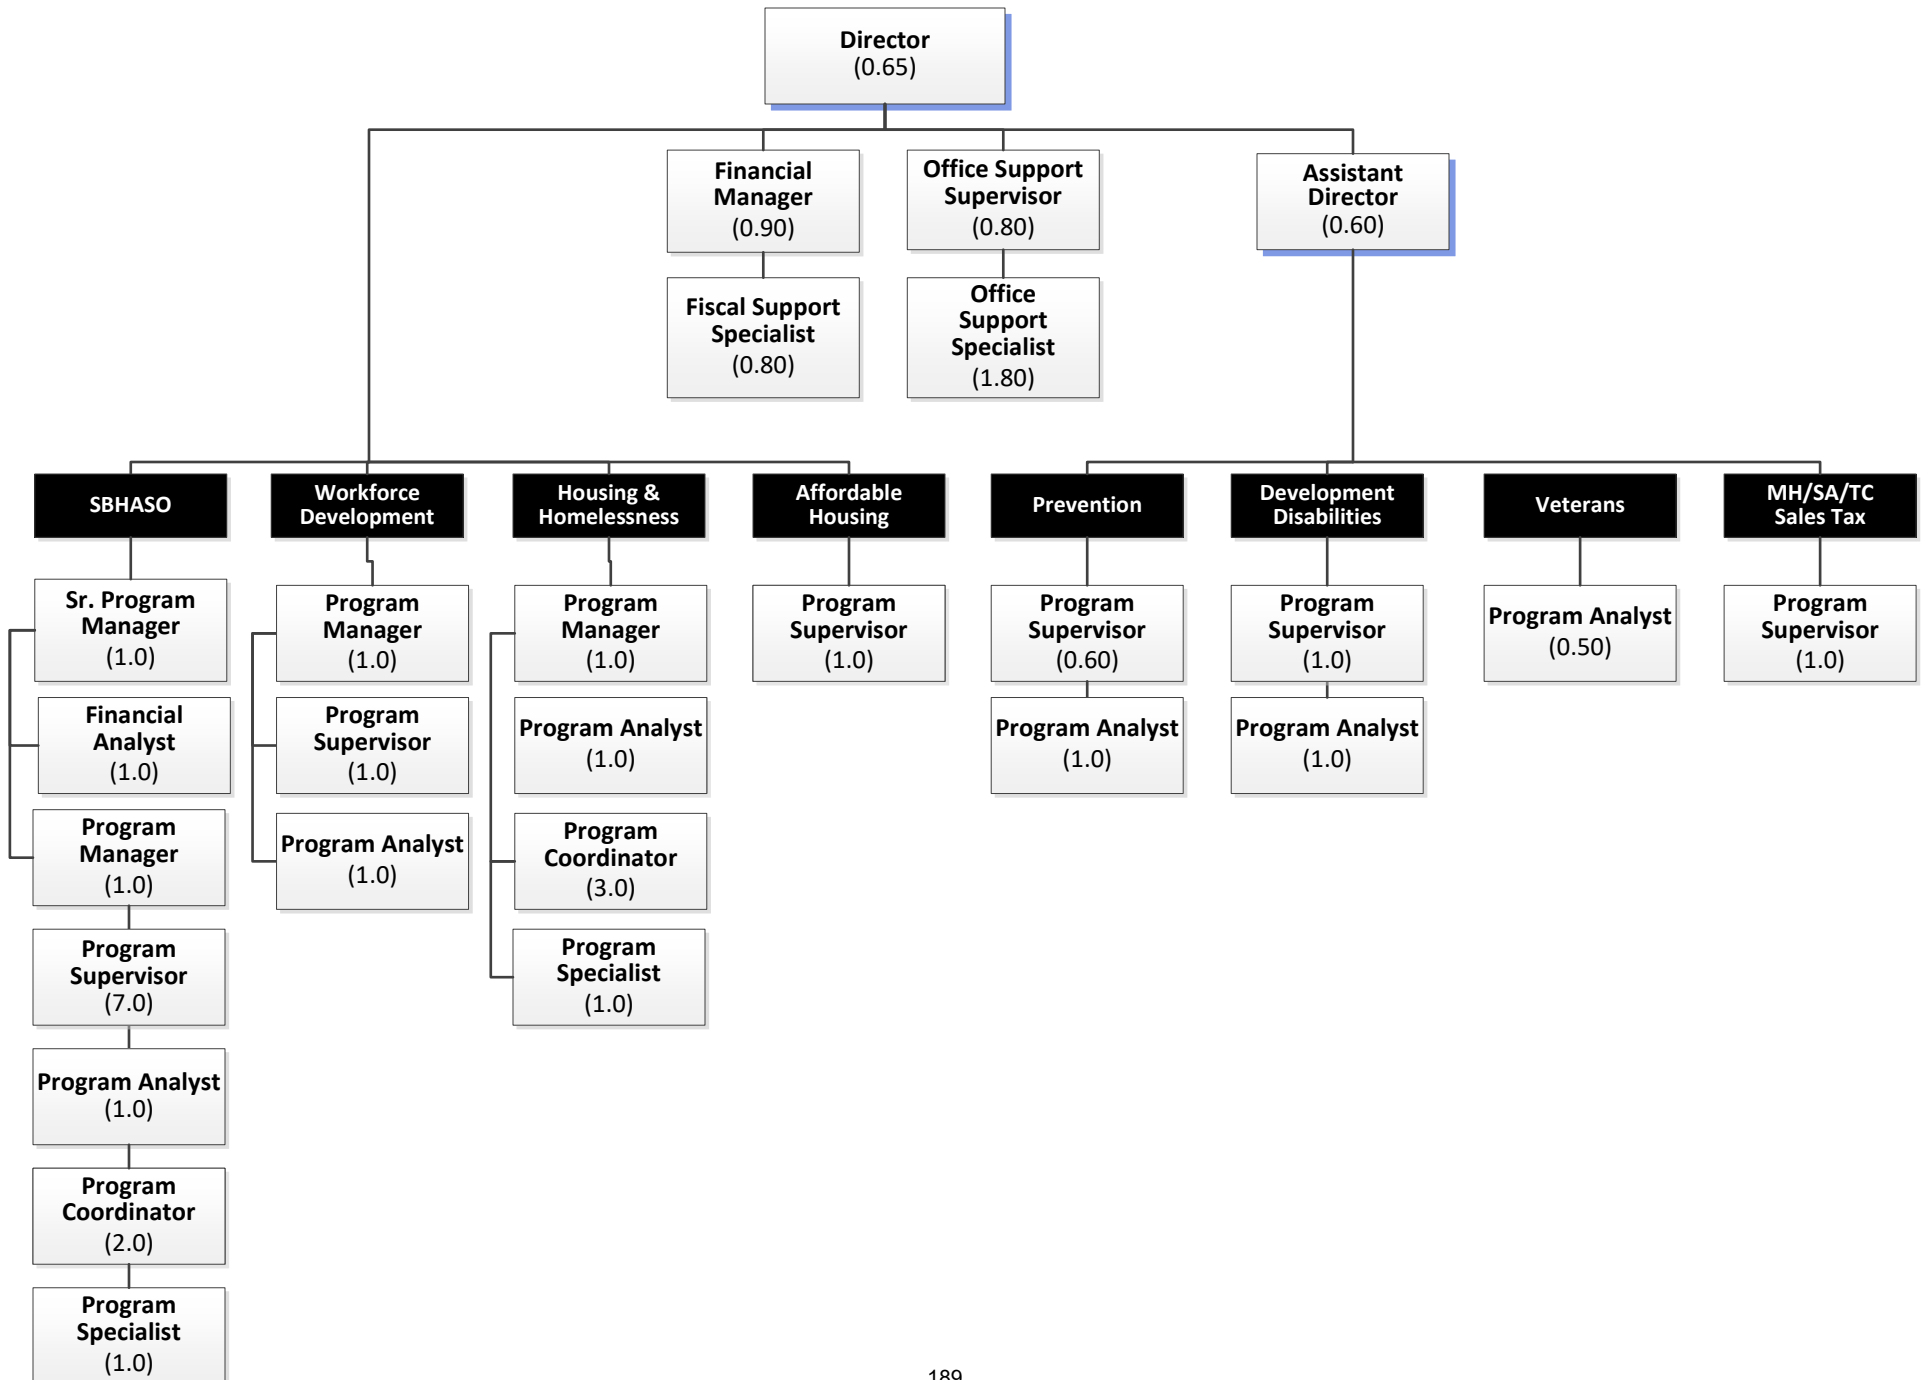 Director
(0.65)
Financial
Manager
(0.90)
Office Support
Supervisor
(0.80)
Assistant
Director
(0.60)
Fiscal Support
Specialist
(0.80)
Office
Support
Specialist
(1.80)
SBHASO
Workforce
Development
Housing &
Homelessness
Affordable
Housing
Prevention
Development
Disabilities
Veterans
MH/SA/TC
Sales Tax
Sr. Program
Manager
(1.0)
Financial
Analyst
(1.0)
Program
Manager
(1.0)
Program
Supervisor
(7.0)
Program Analyst
(1.0)
Program
Coordinator
(2.0)
Program
Specialist
(1.0)
Program
Manager
(1.0)
Program
Supervisor
(1.0)
Program Analyst
(1.0)
Program
Manager
(1.0)
Program Analyst
(1.0)
Program
Coordinator
(3.0)
Program
Specialist
(1.0)
Program
Supervisor
(1.0)
Program
Supervisor
(0.60)
Program Analyst
(1.0)
Program
Supervisor
(1.0)
Program Analyst
(1.0)
Program Analyst
(0.50)
Program
Supervisor
(1.0)
189